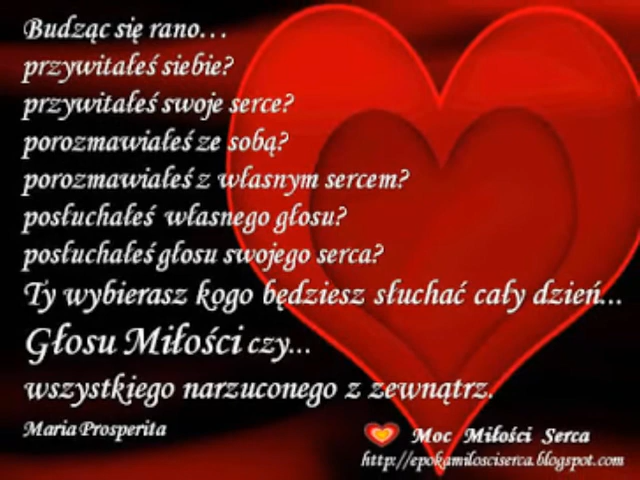 Budząc się rano...
przywitałeś siebie?
przywitałeś swoje serce?
porozmawiałeś ze sobą?
porozmawiałeś z własnym sercem?
posłuchałeś własnego głosu?
posłuchałeś głosu swojego serca?
Ty wybierasz kogo będziesz słuchać cały dzień...
Głosu Miłości czy...
wszystkiego narzuconego z zewnątrz.
Maria Prosperita
Moc Miłości Serca
http://epokamilosciserca.blogspot.com